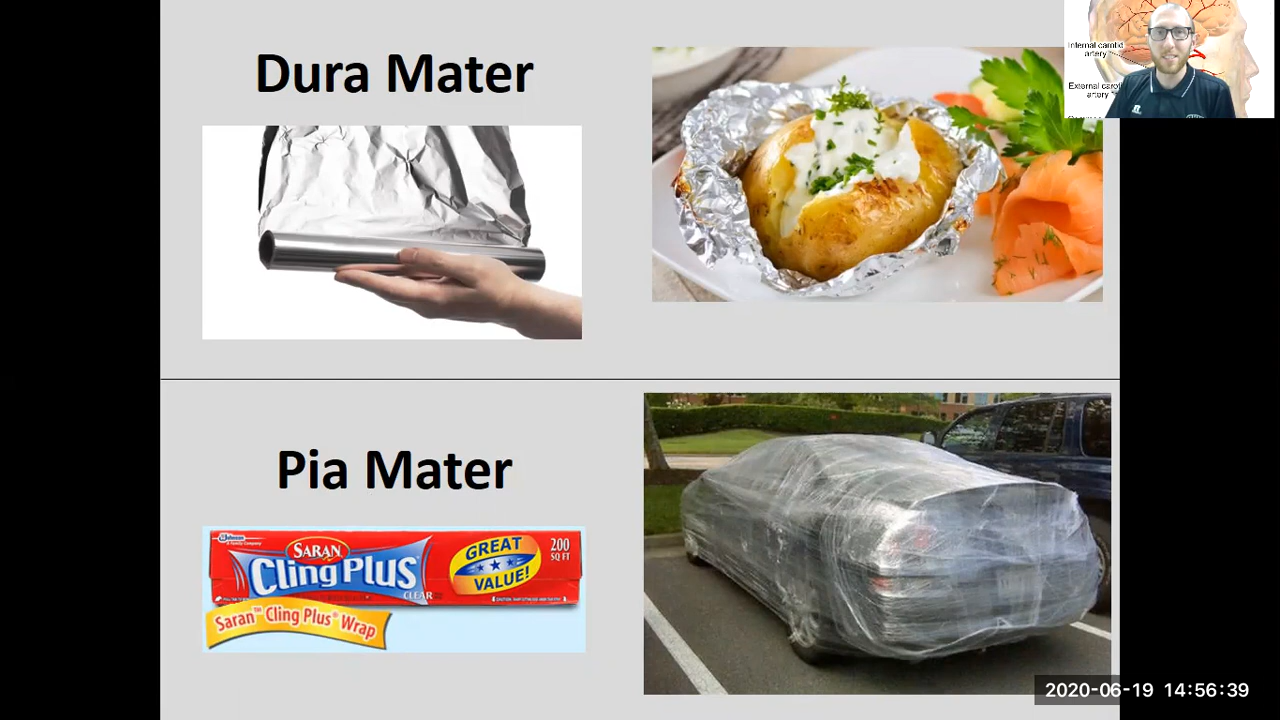 Dura Mater
Internal carotid
artery
External caroti
artery
Pia Mater
SARAN
Cling Plus
CLEAR
GREAT
VALUE!
200
SQ FT
Saran™ Cling Plus® Wrap
2020-06-19 14:56:39